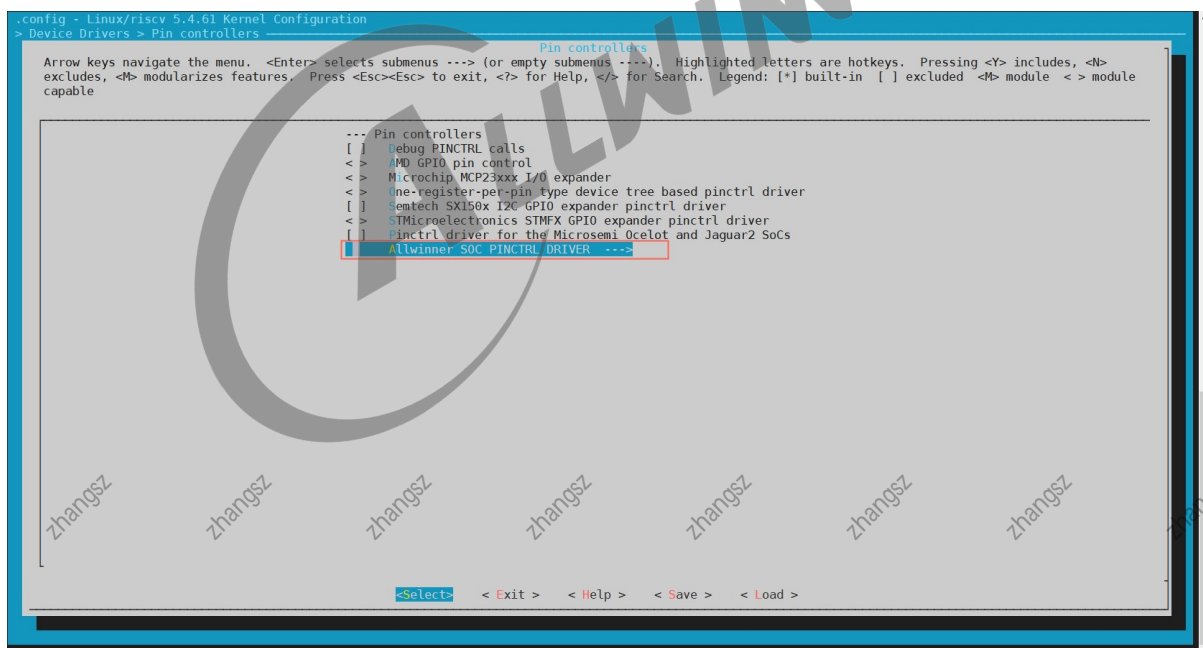 .config - Linux/riscv 5.4.61 Kernel Configuration
> Device Drivers > Pin controllers
Pin controllers
Arrow keys navigate the menu. <Enter> selects submenus ---> (or empty submenus ----). Highlighted letters are hotkeys. Pressing <Y> includes, <N>
excludes, <M> modularizes features. Press <Esc><Esc> to exit, <?> for Help, </> for Search. Legend: [*] built-in [ ] excluded <M> module < > module
capable
--- Pin controllers
[ ] Debug PINCTRL calls
< > AMD GPIO pin control
< > Microchip MCP23xxx I/O expander
< > One-register-per-pin type device tree based pinctrl driver
[ ] Semtech SX150x I2C GPIO expander pinctrl driver
< > STMicroelectronics STMFX GPIO expander pinctrl driver
[ ] Pinctrl driver for the Microsemi Ocelot and Jaguar2 SoCs
Allwinner SOC PINCTRL DRIVER --->
ALLWIN
zhangsz zhangsz zhangsz zhangsz zhangsz zhangsz zhangsz zhan
<Select> < Exit > < Help > < Save > < Load >